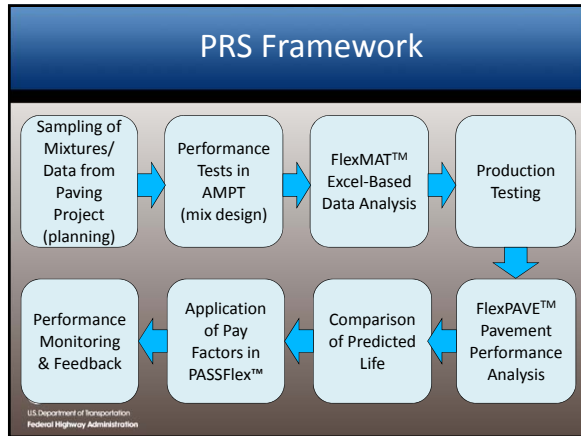 PRS Framework
Sampling of
Mixtures/
Data from
Paving
Project
(planning)
Performance
Tests in
AMPT
(mix design)
FlexMAT™
Excel-Based
Data Analysis
Production
Testing
FlexPAVE™
Pavement
Performance
Analysis
Comparison
of Predicted
Life
Application
of Pay
Factors in
PASSFlex™
Performance
Monitoring
& Feedback
U.S. Department of Transportation
Federal Highway Administration